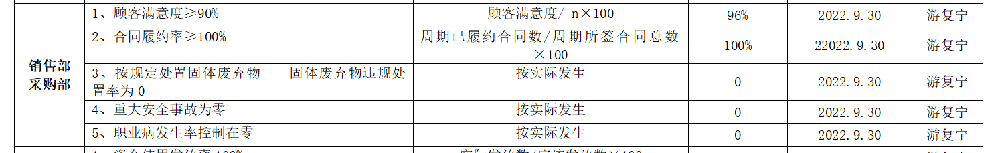 销售部
采购部
1、顾客满意度≥90%
顾客满意度/ n×100
96%
2022.9.30
游复宁
2、合同履约率≥100%
周期已履约合同数/周期所签合同总数
×100
100%
22022.9.30
游复宁
3、按规定处置固体废弃物——固体废弃物违规处
置率为0
按实际发生
0
2022.9.30
游复宁
4、重大安全事故为零
按实际发生
0
2022.9.30
游复宁
5、职业病发生率控制在零
按实际发生
0
2022.9.30
游复宁